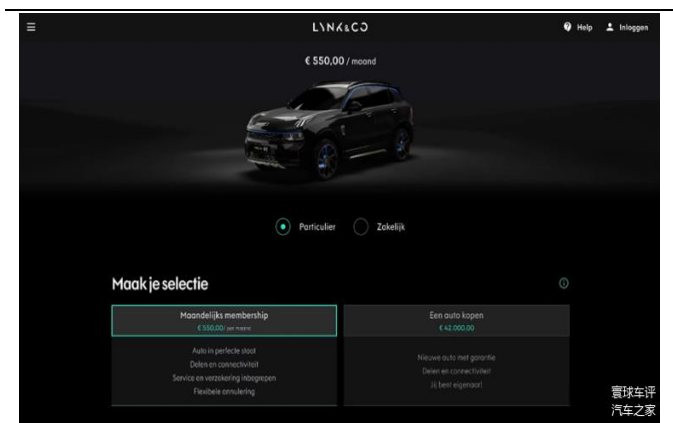 LYNK&CO
Help
Inloggen
€ 550,00 / maand
Particulier
Zakelijk
Maak je selectie
Maandelijks membership
€ 550,00/ per maand
Auto in perfecte staat
Delen en connectiviteit
Service en verzekering inbegrepen
Flexibele annulering
Een auto kopen
€ 42.000,00
Nieuwe auto met garantie
Delen en connectiviteit
Jij bent eigenaar!
寰球车评
汽车之家